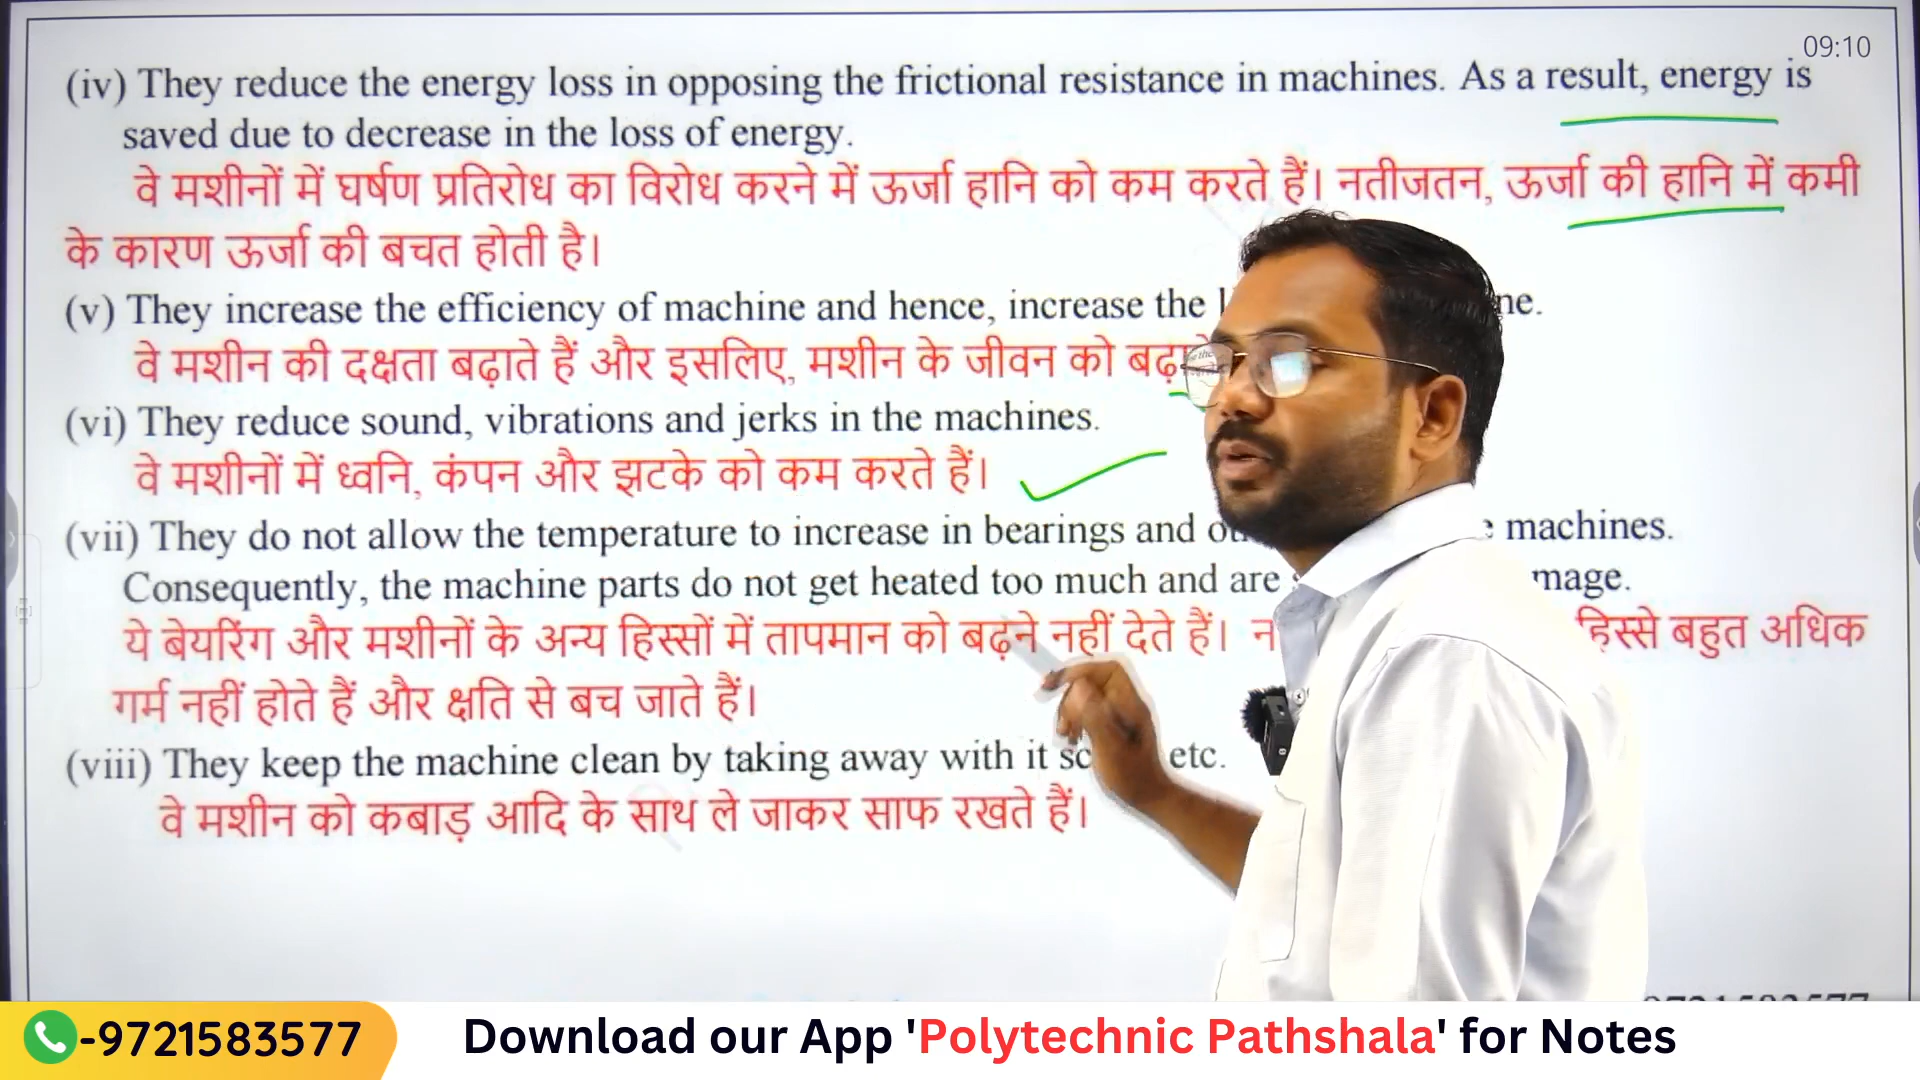 09:10
(iv) They reduce the energy loss in opposing the frictional resistance in machines. As a result, energy is
saved due to decrease in the loss of energy.
वे मशीनों में घर्षण प्रतिरोध का विरोध करने में ऊर्जा हानि को कम करते हैं। नतीजतन, ऊर्जा की हानि में कमी
के कारण ऊर्जा की बचत होती है।
(v) They increase the efficiency of machine and hence, increase the
वे मशीन की दक्षता बढ़ाते हैं और इसलिए, मशीन के जीवन को
(vi) They reduce sound, vibrations and jerks in the machines.
वे मशीनों में ध्वनि, कंपन और झटके को कम करते हैं।
(vii) They do not allow the temperature to increase in bearings and machines.
Consequently, the machine parts do not get heated too much and are
ये बेयरिंग और मशीनों के अन्य हिस्सों में तापमान को बढ़ने नहीं देते हैं। हिस्से बहुत अधिक
गर्म नहीं होते हैं और क्षति से बच जाते हैं।
(viii) They keep the machine clean by taking away with it etc.
वे मशीन को कबाड़ आदि के साथ ले जाकर साफ रखते हैं।
-9721583577
Download our App 'Polytechnic Pathshala' for Notes